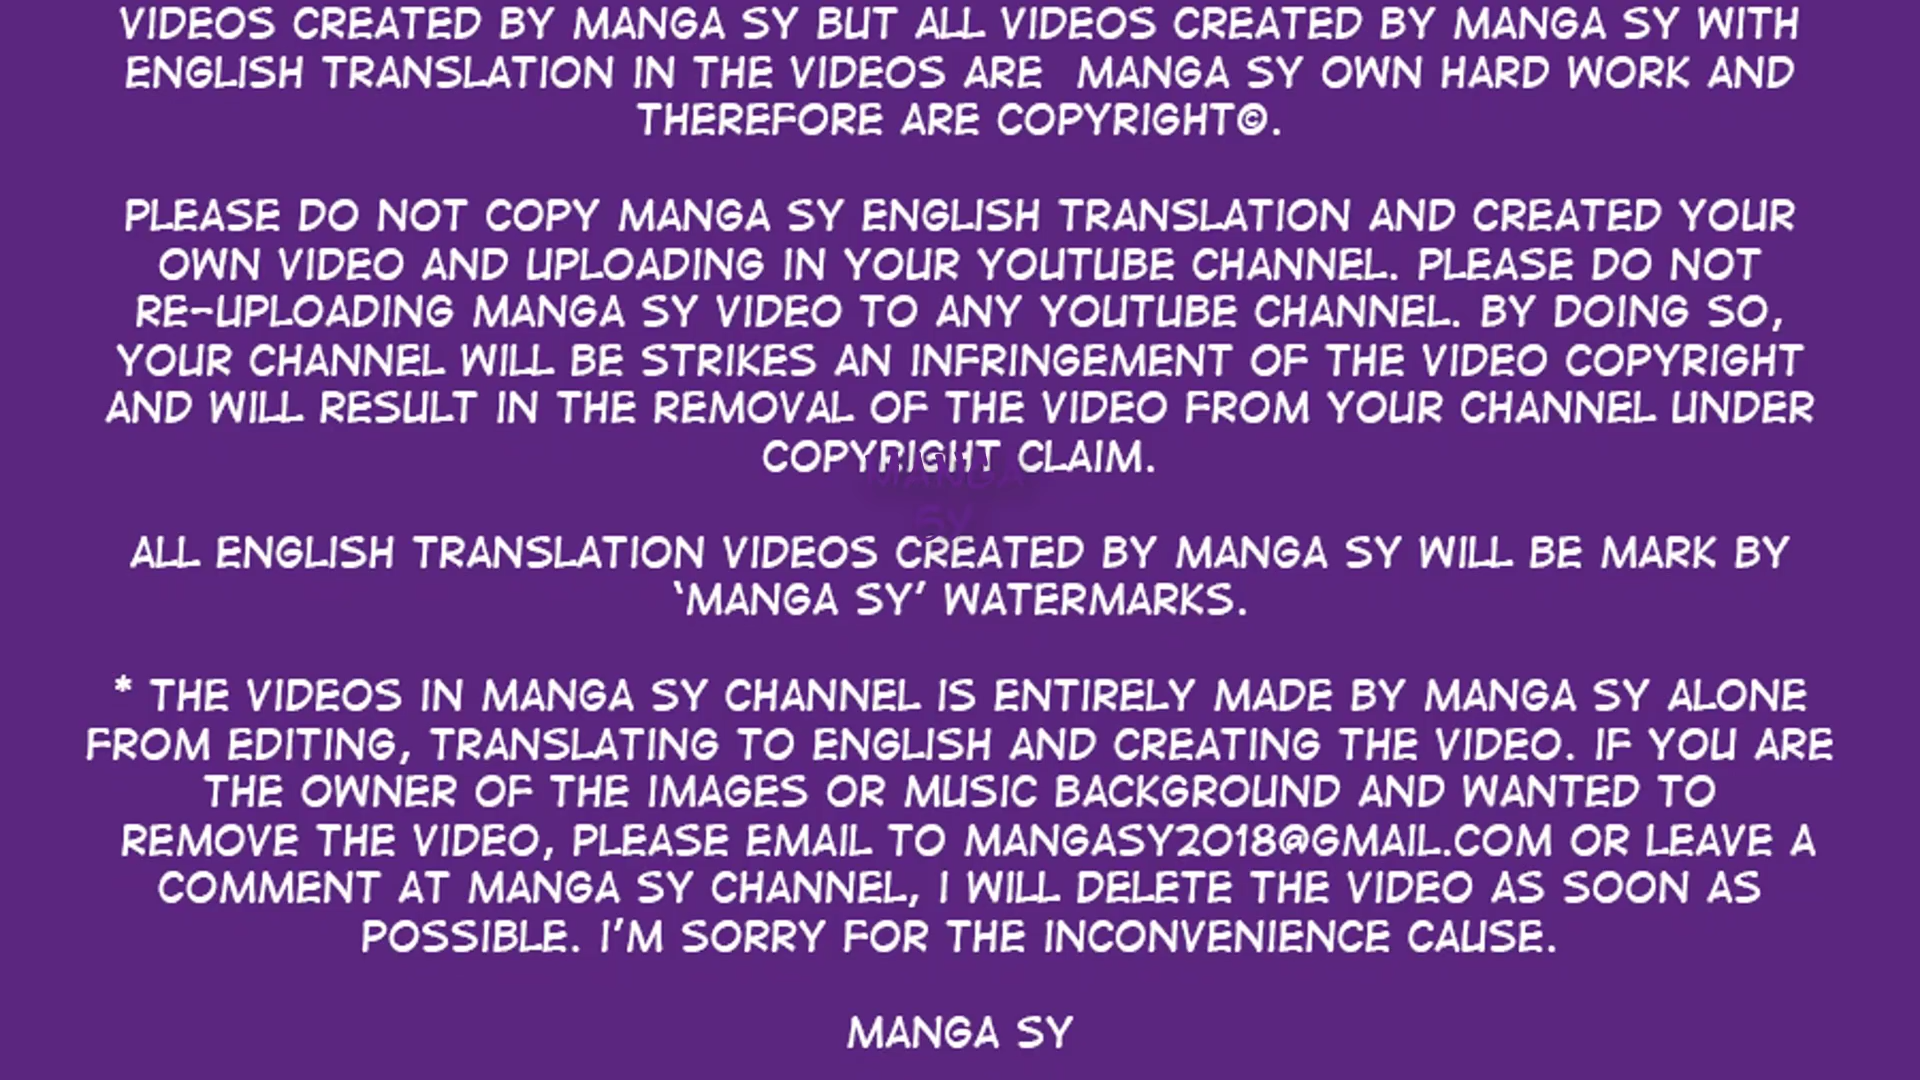 VIDEOS CREATED BY MANGA SY BUT ALL VIDEOS CREATED BY MANGA SY WITH
ENGLISH TRANSLATION IN THE VIDEOS ARE MANGA SY OWN HARD WORK AND
THEREFORE ARE COPYRIGHT©.
PLEASE DO NOT COPY MANGA SY ENGLISH TRANSLATION AND CREATED YOUR
OWN VIDEO AND UPLOADING IN YOUR YOUTUBE CHANNEL. PLEASE DO NOT
RE-UPLOADING MANGA SY VIDEO TO ANY YOUTUBE CHANNEL. BY DOING SO,
YOUR CHANNEL WILL BE STRIKES AN INFRINGEMENT OF THE VIDEO COPYRIGHT
AND WILL RESULT IN THE REMOVAL OF THE VIDEO FROM YOUR CHANNEL UNDER
COPYRIGHT CLAIM.
MANGA
SY
ALL ENGLISH TRANSLATION VIDEOS CREATED BY MANGA SY WILL BE MARK BY
'MANGA SY' WATERMARKS.
* THE VIDEOS IN MANGA SY CHANNEL IS ENTIRELY MADE BY MANGA SY ALONE
FROM EDITING, TRANSLATING TO ENGLISH AND CREATING THE VIDEO. IF YOU ARE
THE OWNER OF THE IMAGES OR MUSIC BACKGROUND AND WANTED TO
REMOVE THE VIDEO, PLEASE EMAIL TO MANGASY2018@GMAIL.COM OR LEAVE A
COMMENT AT MANGA SY CHANNEL, I WILL DELETE THE VIDEO AS SOON AS
POSSIBLE. I'M SORRY FOR THE INCONVENIENCE CAUSE.
MANGA SY